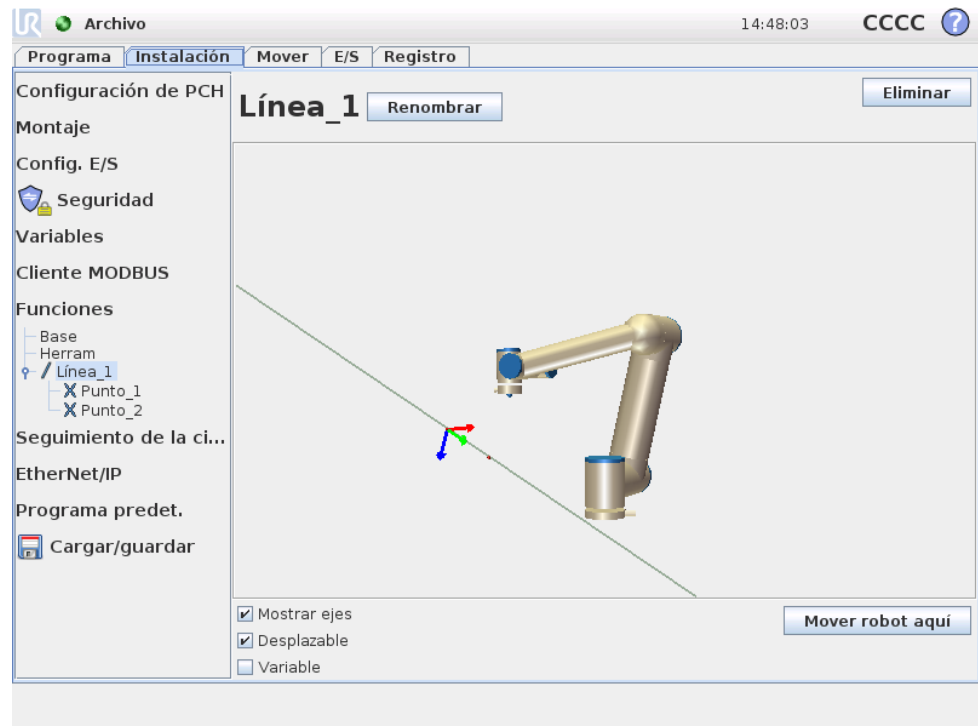 UR Archivo 14:48:03 CCCC ?
Programa Instalación Mover E/S Registro
Configuración de PCH
Montaje
Config. E/S
Seguridad
Variables
Cliente MODBUS
Funciones
Base
Herram
Línea_1
Punto_1
Punto_2
Seguimiento de la ci...
EtherNet/IP
Programa predet.
Cargar/guardar
Línea_1 Renombrar Eliminar
Mostrar ejes
Desplazable
Variable
Mover robot aquí